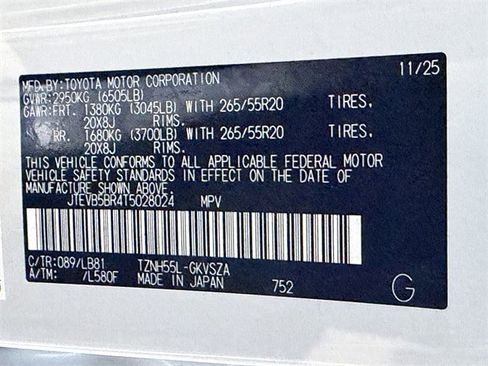 MFD.BY:TOYOTA MOTOR CORPORATION 11/25
GVWR:2950KG (6505LB)
GAWR:FRT. 1380KG (3045LB) WITH 265/55R20 TIRES,
20X8J RIMS.
RR. 1680KG (3700LB) WITH 265/55R20 TIRES,
20X8J RIMS.
THIS VEHICLE CONFORMS TO ALL APPLICABLE FEDERAL MOTOR
VEHICLE SAFETY STANDARDS IN EFFECT ON THE DATE OF
MANUFACTURE SHOWN ABOVE.
JTEVB5BR4T5028024 MPV
C/TR:089/LB81 TZNH55L-GKVSZA
A/TM: /L580F MADE IN JAPAN 752 G